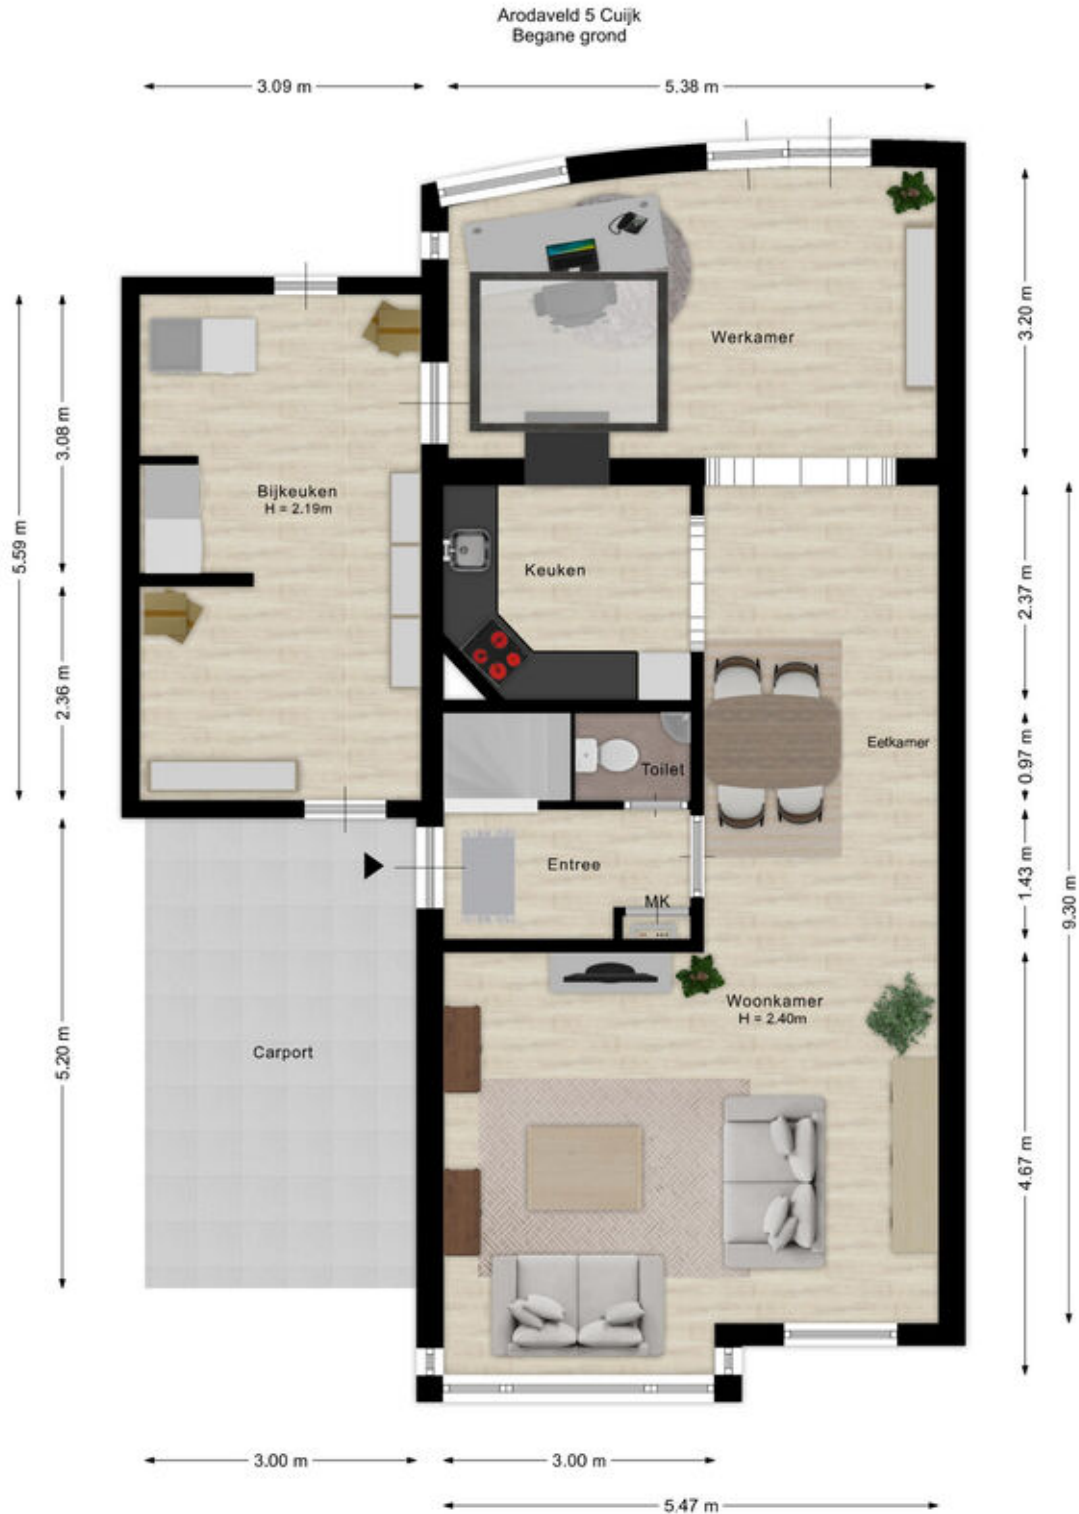 Arodaveld 5 Cuijk
Begane grond
3.09 m
5.38 m
3.20 m
Werkamer
3.08 m
5.59 m
Bijkeuken
H = 2.19m
Keuken
2.37 m
2.36 m
Eetkamer
0.97 m
Toilet
Entree
1.43 m
MK
9.30 m
Woonkamer
H = 2.40m
Carport
5.20 m
4.67 m
3.00 m
3.00 m
5.47 m